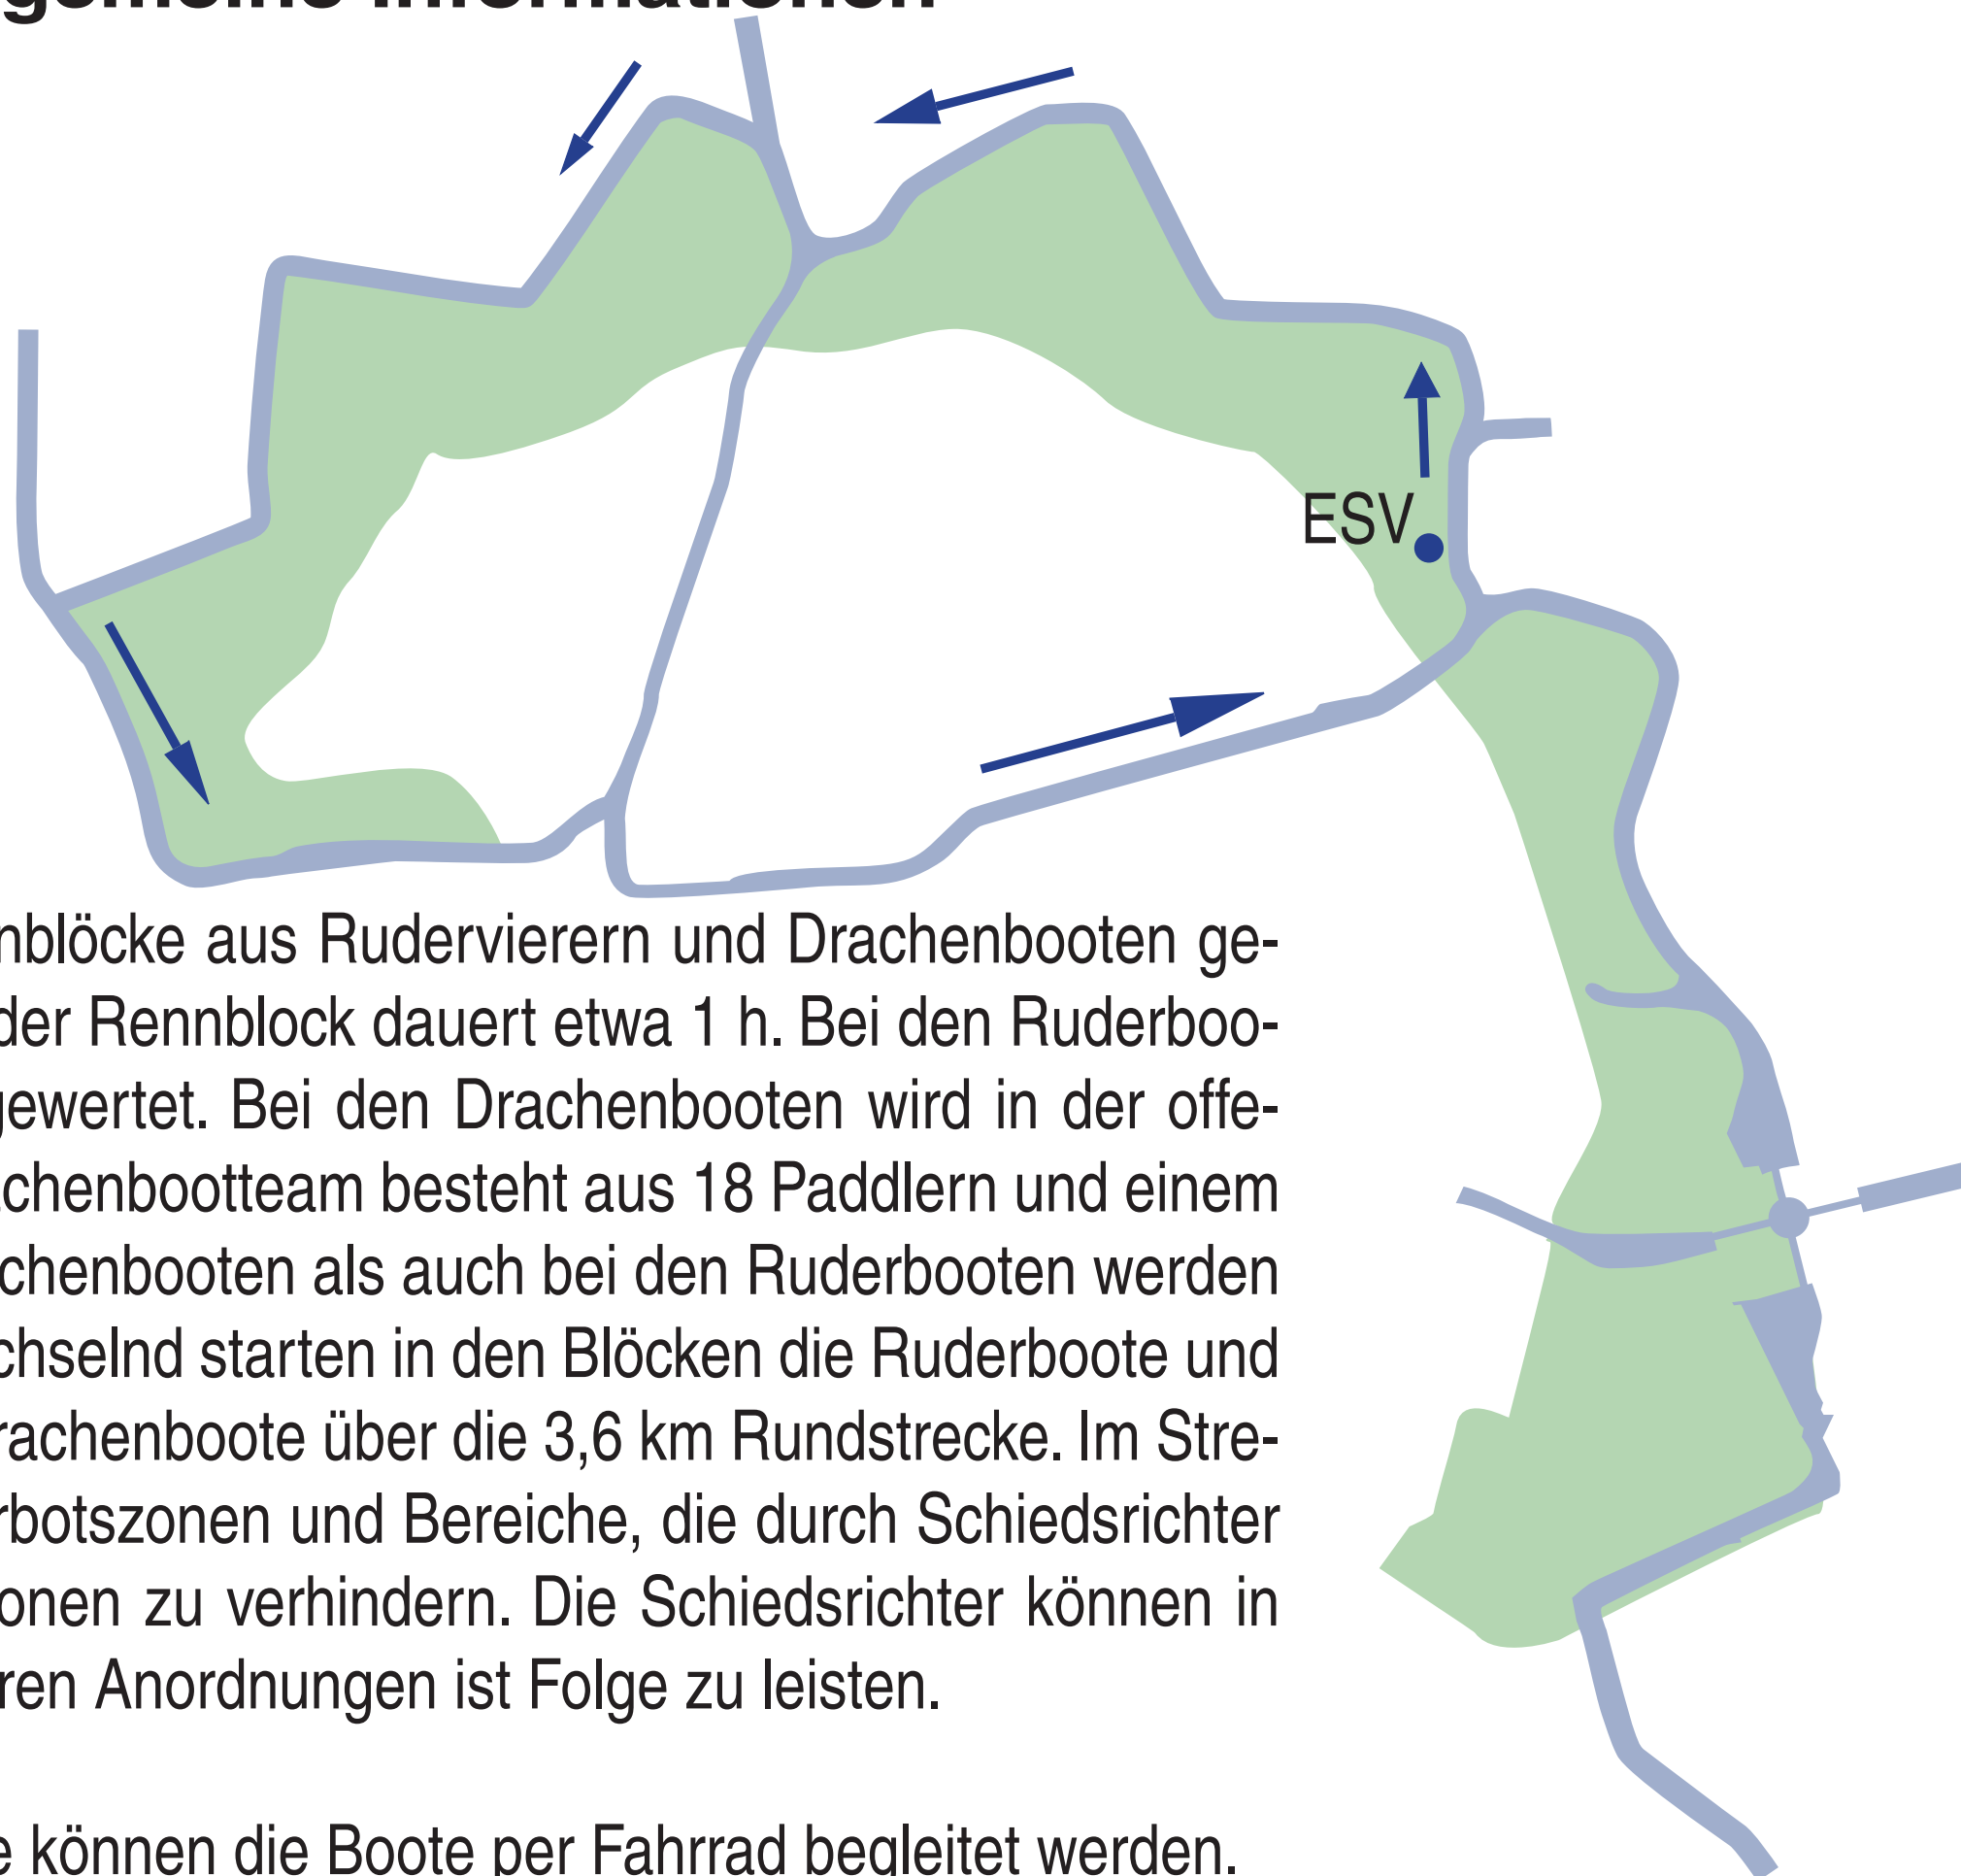 gemeine Informationen
ESV
nblöcke aus Rudervierern und Drachenbooten ge-
der Rennblock dauert etwa 1 h. Bei den Ruderboo-
gewertet. Bei den Drachenbooten wird in der offe-
chenbootteam besteht aus 18 Paddlern und einem
chenbooten als auch bei den Ruderbooten werden
chselnd starten in den Blöcken die Ruderboote und
rachenboote über die 3,6 km Rundstrecke. Im Stre-
rbotszonen und Bereiche, die durch Schiedsrichter
onen zu verhindern. Die Schiedsrichter können in
ren Anordnungen ist Folge zu leisten.
e können die Boote per Fahrrad begleitet werden.